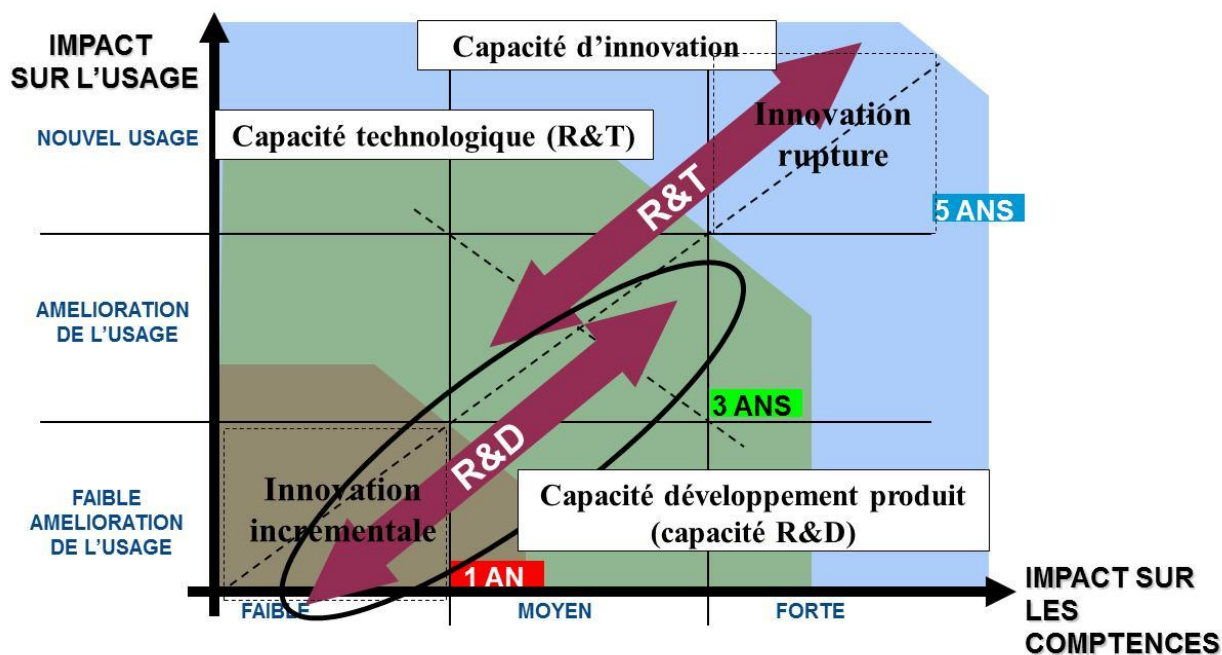 IMPACT
SUR L'USAGE
Capacité d'innovation
NOUVEL USAGE
Capacité technologique (R&T)
Innovation
rupture
R&T
5 ANS
AMELIORATION
DE L'USAGE
3 ANS
R&D
FAIBLE
AMELIORATION
DE L'USAGE
Innovation
incrémentale
Capacité développement produit
(capacité R&D)
1 AN
FAIBLE
MOYEN
FORTE
IMPACT SUR
LES
COMPTENCES